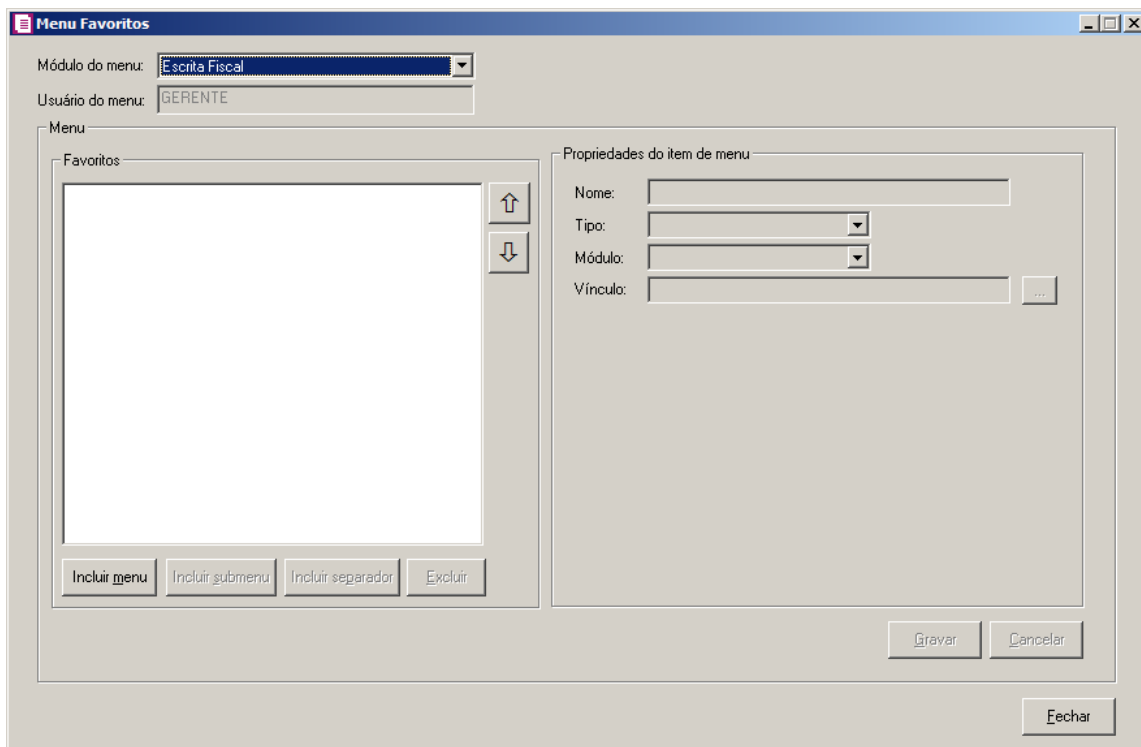 Menu Favoritos
Módulo do menu: Escrita Fiscal
Usuário do menu: GERENTE
Menu
Favoritos
Propriedades do item de menu
Nome:
Tipo:
Módulo:
Vínculo: ...
Incluir menu Incluir submenu Incluir separador Excluir
Gravar Cancelar
Fechar